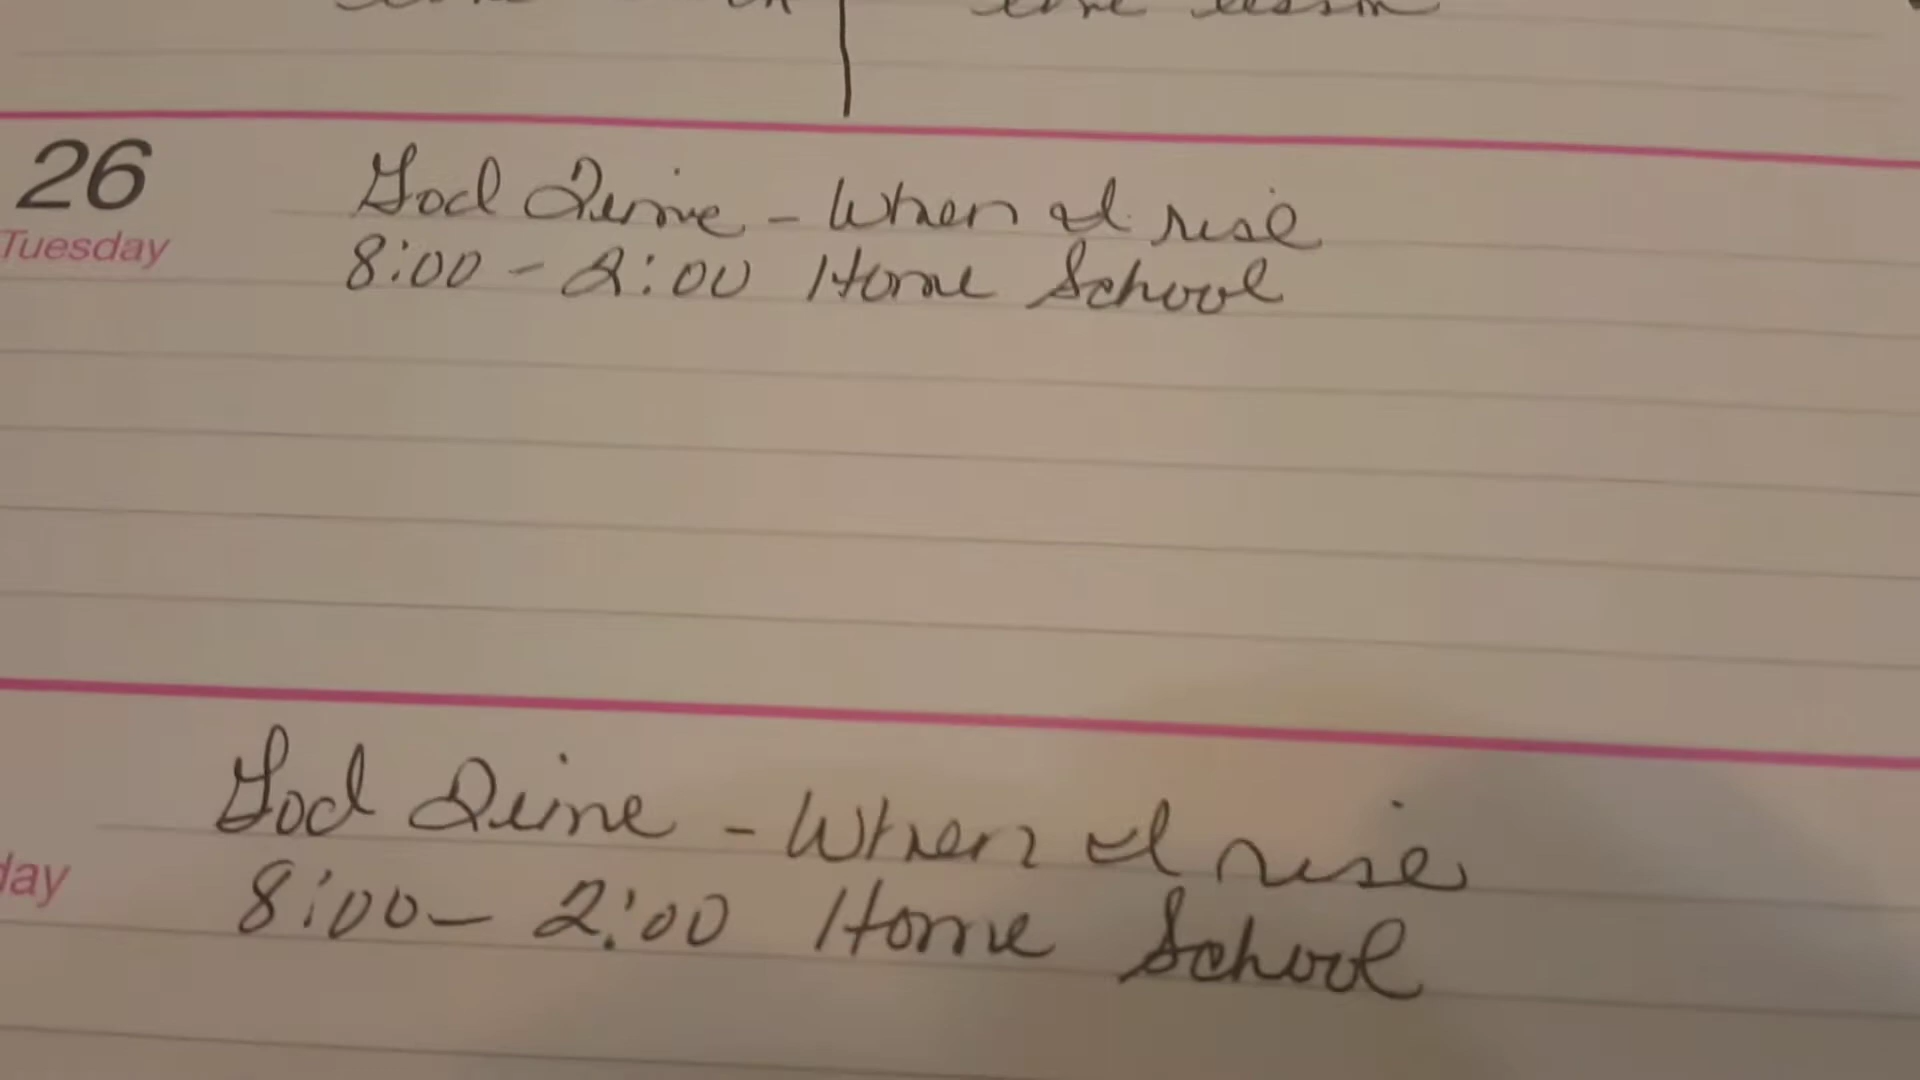 lesson
26
God Time - When I rise
Tuesday
8:00 - 2:00 Home School
God Time - When I rise
day
8:00 - 2:00 Home School